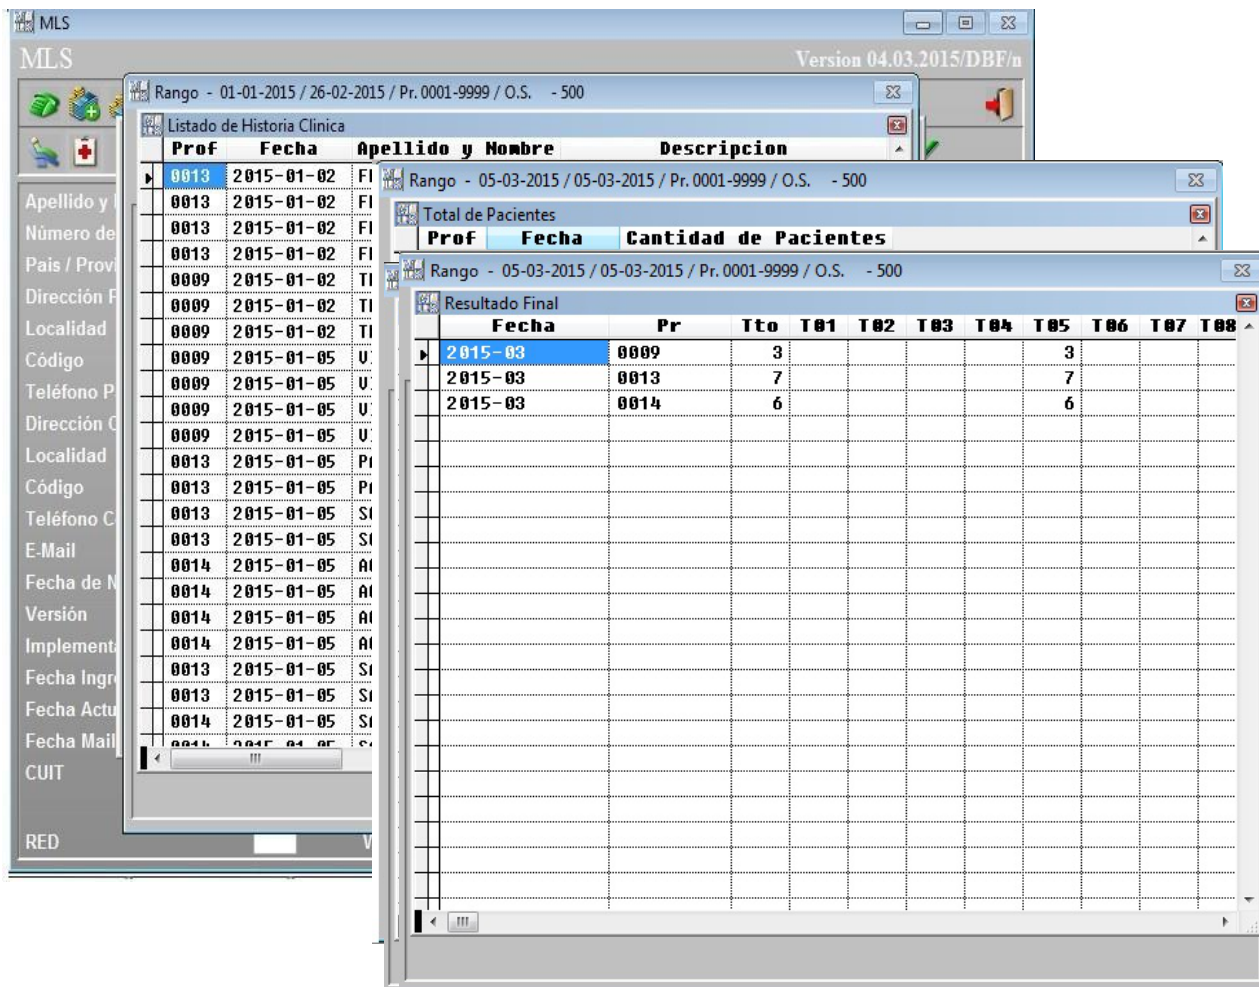 MLS
MLS Version 04.03.2015/DBF/n
Rango - 01-01-2015 / 26-02-2015 / Pr. 0001-9999 / O.S. - 500
Listado de Historia Clinica
Prof Fecha Apellido y Nombre Descripcion
0013 2015-01-02
0013 2015-01-02
0013 2015-01-02
0013 2015-01-02
0009 2015-01-02
0009 2015-01-02
0009 2015-01-02
0009 2015-01-05
0009 2015-01-05
0009 2015-01-05
0009 2015-01-05
0013 2015-01-05
0013 2015-01-05
0013 2015-01-05
0013 2015-01-05
0014 2015-01-05
0014 2015-01-05
0014 2015-01-05
0014 2015-01-05
0013 2015-01-05
0013 2015-01-05
0014 2015-01-05
0014 2015-01-05
Rango - 05-03-2015 / 05-03-2015 / Pr. 0001-9999 / O.S. - 500
Total de Pacientes
Prof Fecha Cantidad de Pacientes
Rango - 05-03-2015 / 05-03-2015 / Pr. 0001-9999 / O.S. - 500
Resultado Final
Fecha Pr Tto T01 T02 T03 T04 T05 T06 T07 T08
2015-03 0009 3 3
2015-03 0013 7 7
2015-03 0014 6 6
Apellido y
Número de
Pais / Provi
Dirección P
Localidad
Código
Teléfono P
Dirección C
Localidad
Código
Teléfono C
E-Mail
Fecha de N
Versión
Implementa
Fecha Ingr
Fecha Actu
Fecha Mail
CUIT
RED